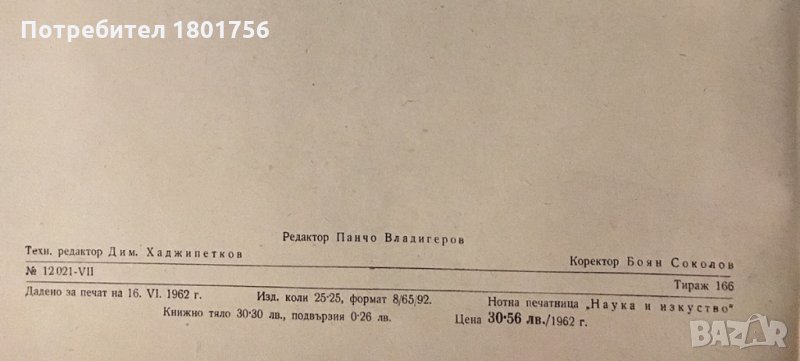 Потребител 1801756
Редактор Панчо Владигеров
Техн. редактор Дим. Хаджипетков Коректор Боян Соколов
№ 12021-VII Тираж 166
Дадено за печат на 16. VI. 1962 г. Изд. коли 25·25, формат 8/65/92. Нотна печатница „Наука и изкуство“
Книжно тяло 30·30 лв., подвързия 0·26 лв. Цена 30·56 лв./1962 г.
BAZAR